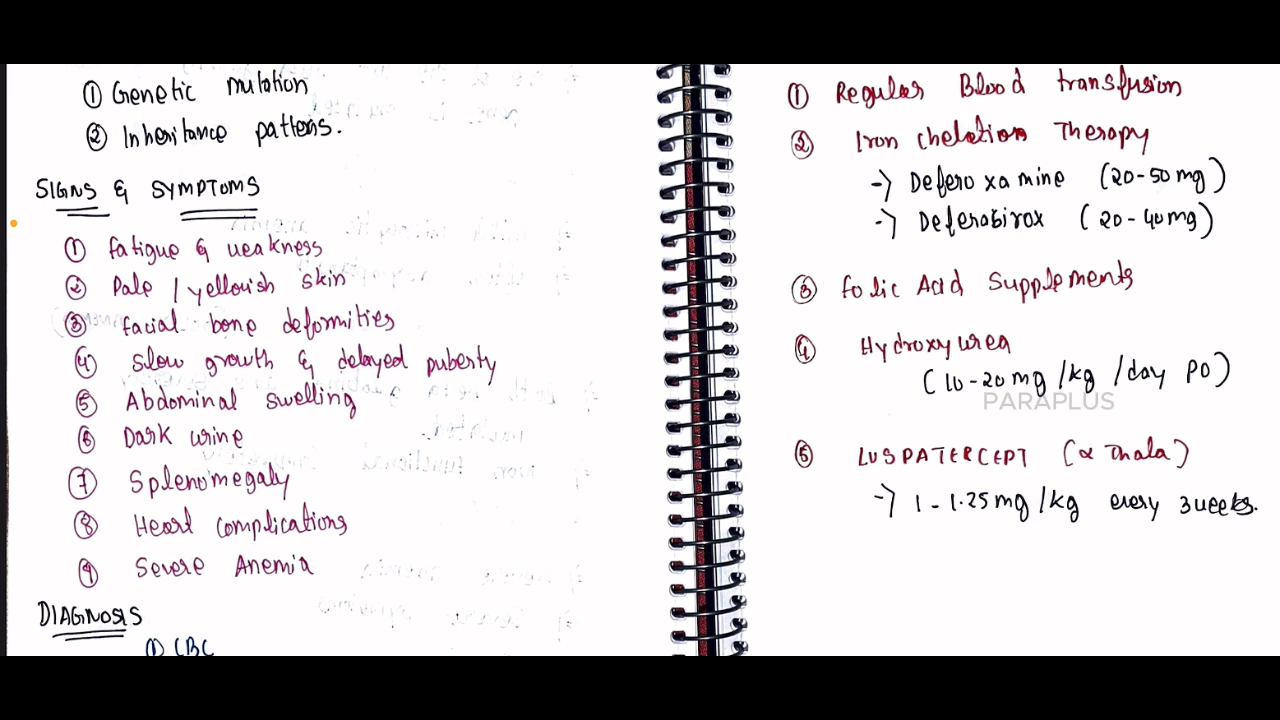 ① Genetic mutation
② Inheritance patterns.
SIGNS & SYMPTOMS
① fatigue & weakness
② Pale / yellowish skin
③ facial bone deformities
④ slow growth & delayed puberty
⑤ Abdominal swelling
⑥ Dark urine
⑦ Splenomegaly
⑧ Heart complications
⑨ Severe Anemia
DIAGNOSIS
① CBC
① Regular Blood transfusion
② Iron Chelation Therapy
-> Deferoxamine (20-50mg)
-> Deferasirox (20-40mg)
③ folic Acid Supplements
④ Hydroxyurea
(10-20mg/kg/day PO)
PARAPLUS
⑤ LUSPATERCEPT (α Thala)
-> 1-1.25mg/kg every 3 weeks.